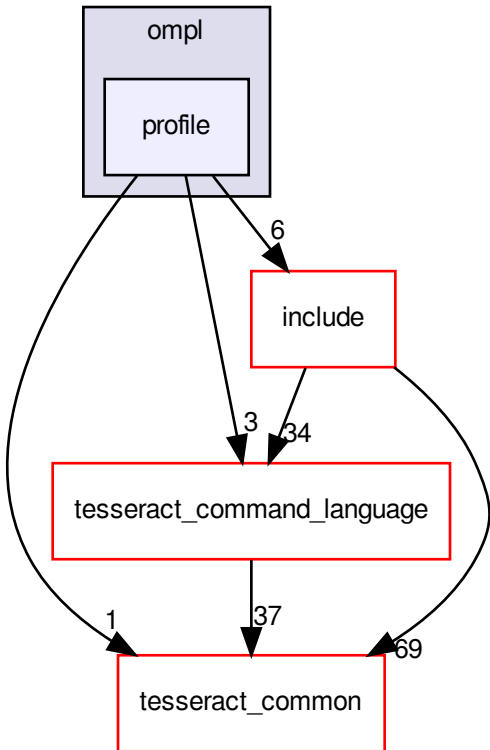 ompl
profile
6
include
3
34
tesseract_command_language
1
37
69
tesseract_common